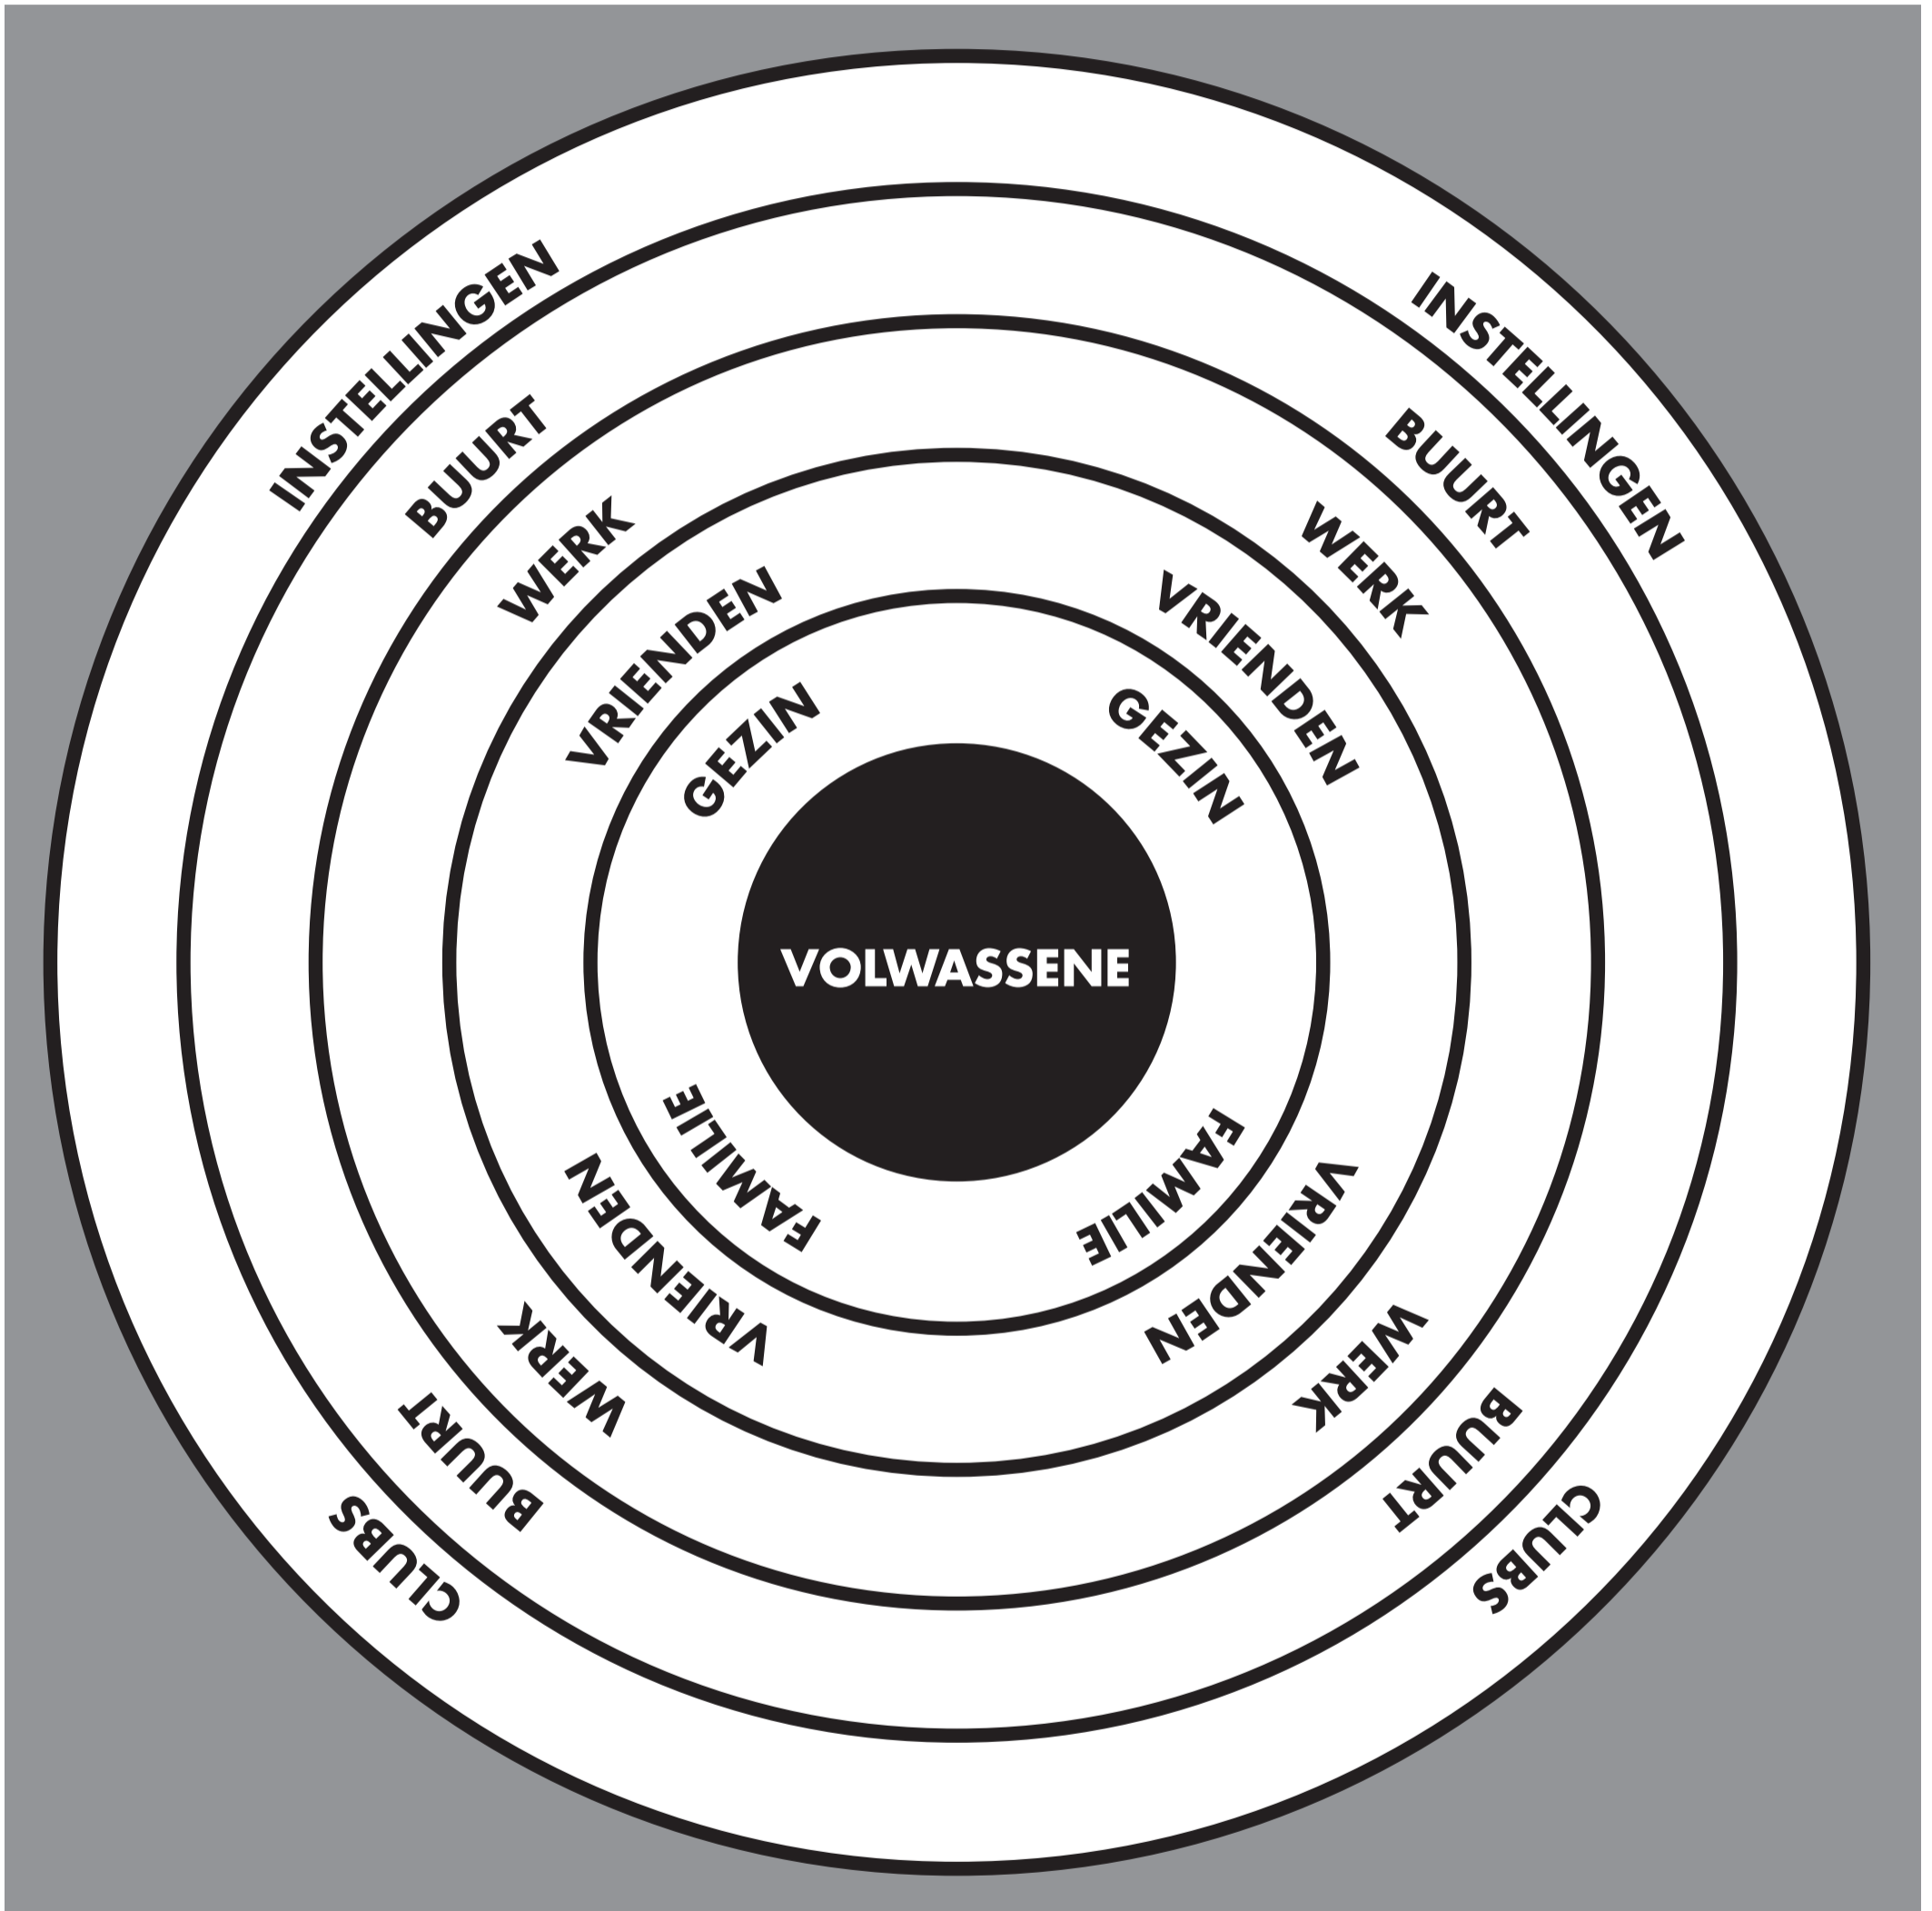 INSTELLINGEN
INSTELLINGEN
BUURT
BUURT
WERK
WERK
VRIENDEN
VRIENDEN
GEZIN
GEZIN
VOLWASSENE
FAMILIE
FAMILIE
VRIENDEN
VRIENDEN
WERK
WERK
BUURT
BUURT
CLUBS
CLUBS